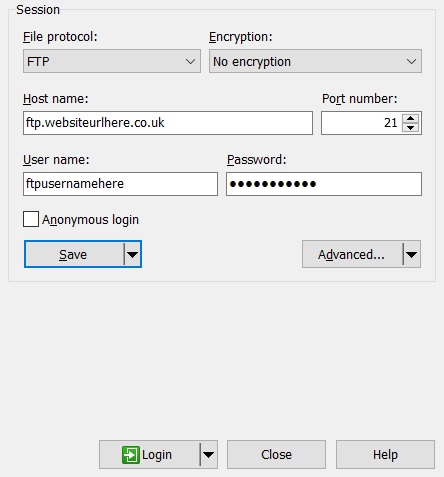 Session
File protocol: Encryption:
FTP No encryption
Host name: Port number:
ftp.websiteurlhere.co.uk 21
User name: Password:
ftpusernamehere ●●●●●●●●●●●
Anonymous login
Save Advanced...
Login Close Help